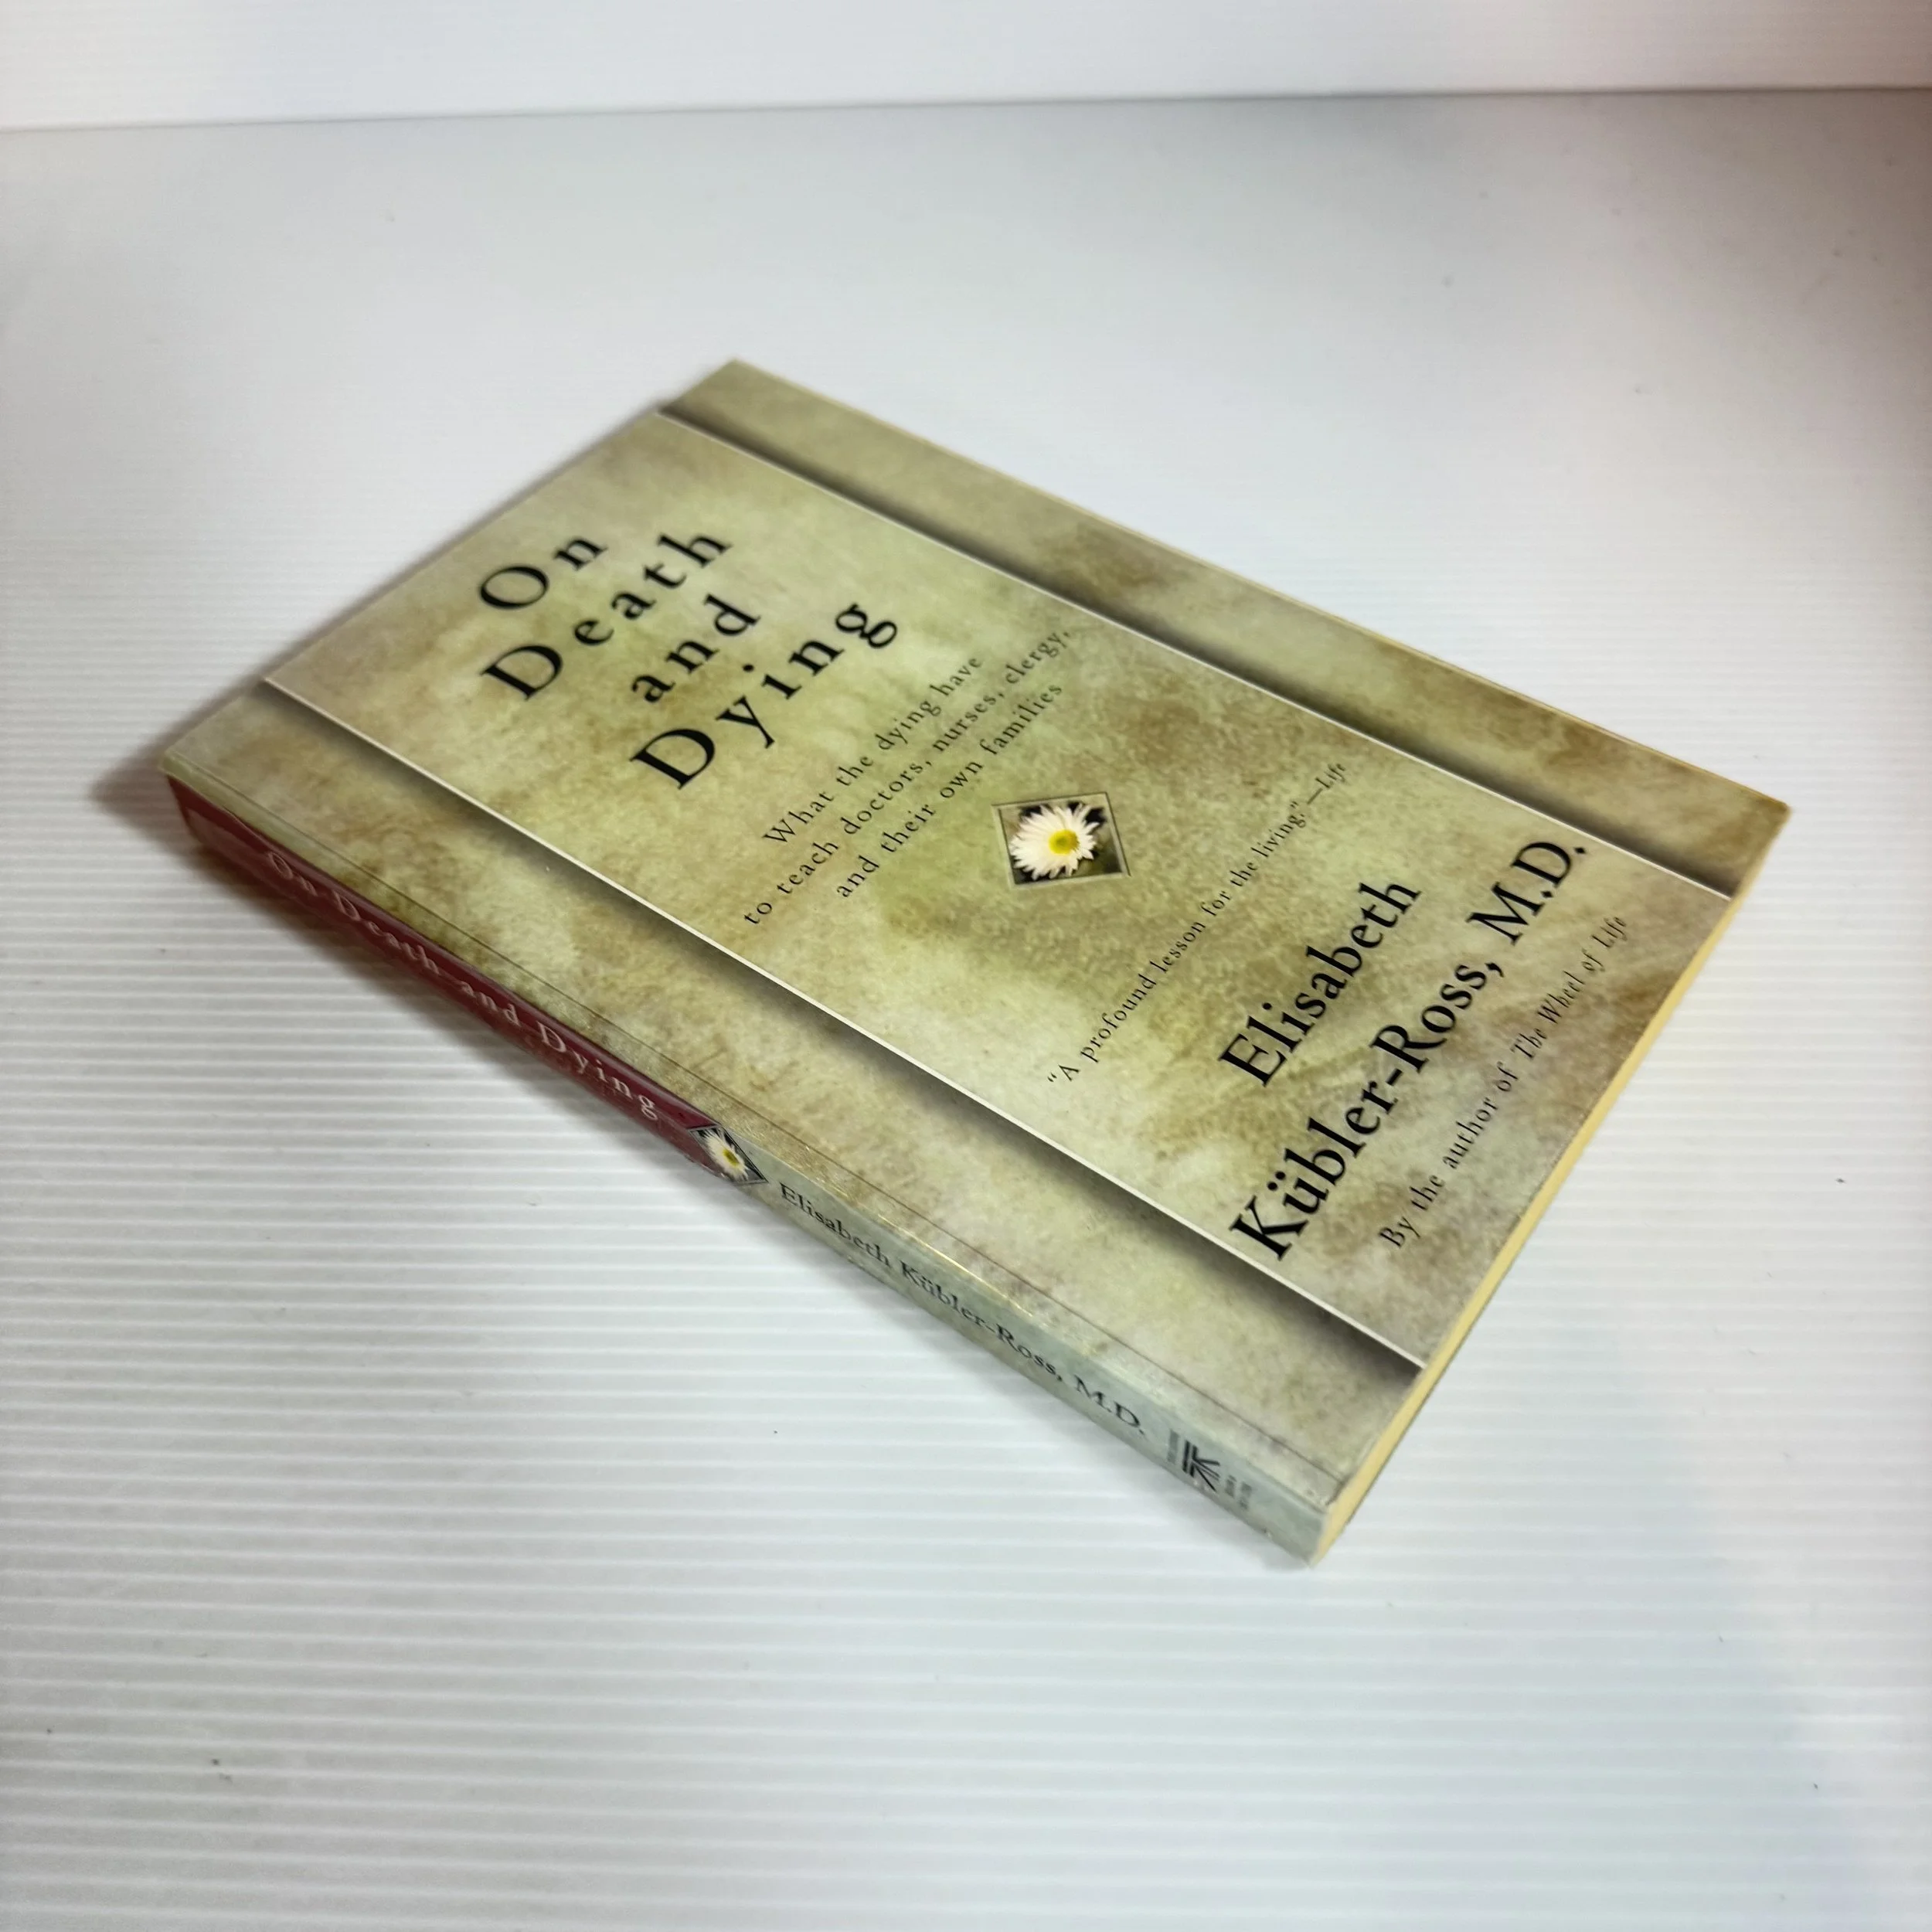 On
Death
and
Dying
What the dying have
to teach doctors, nurses, clergy,
and their own families
"A profound lesson for the living."—Life
Elisabeth
Kübler-Ross, M.D.
By the author of The Wheel of Life
On Death and Dying
Elisabeth Kübler-Ross, M.D.